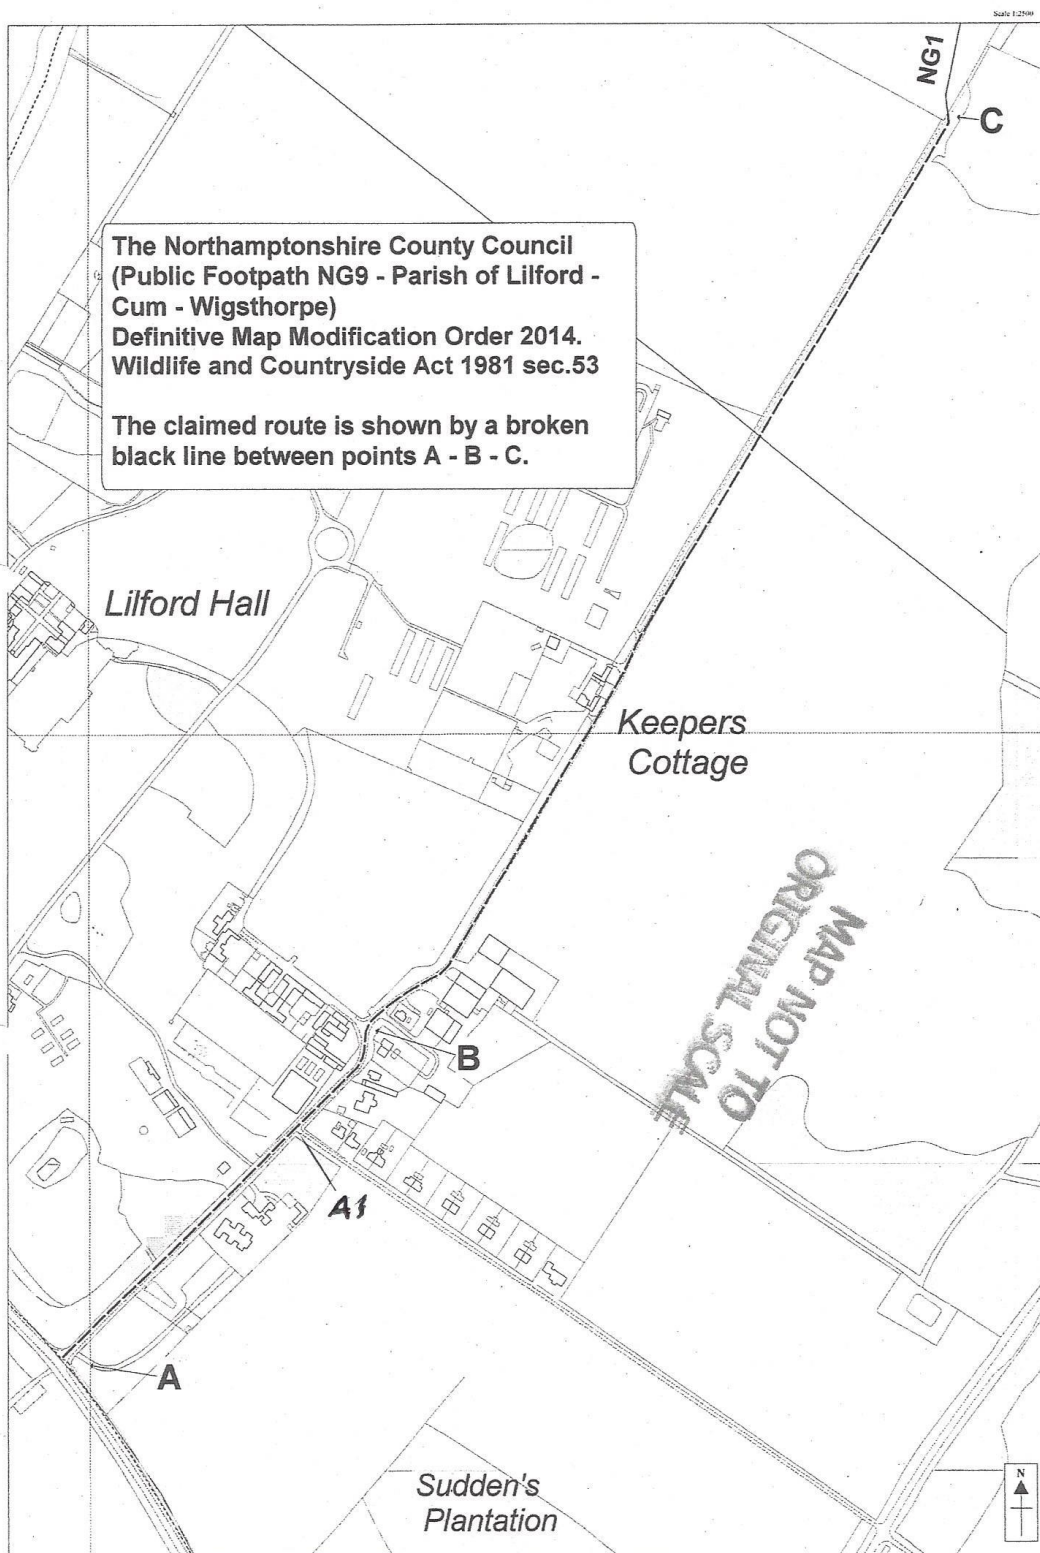 Scale 1:2500
NG1
C
The Northamptonshire County Council
(Public Footpath NG9 - Parish of Lilford -
Cum - Wigsthorpe)
Definitive Map Modification Order 2014.
Wildlife and Countryside Act 1981 sec.53
The claimed route is shown by a broken
black line between points A - B - C.
Lilford Hall
Keepers
Cottage
MAP NOT TO
ORIGINAL SCALE
B
A1
A
Sudden's
Plantation
N